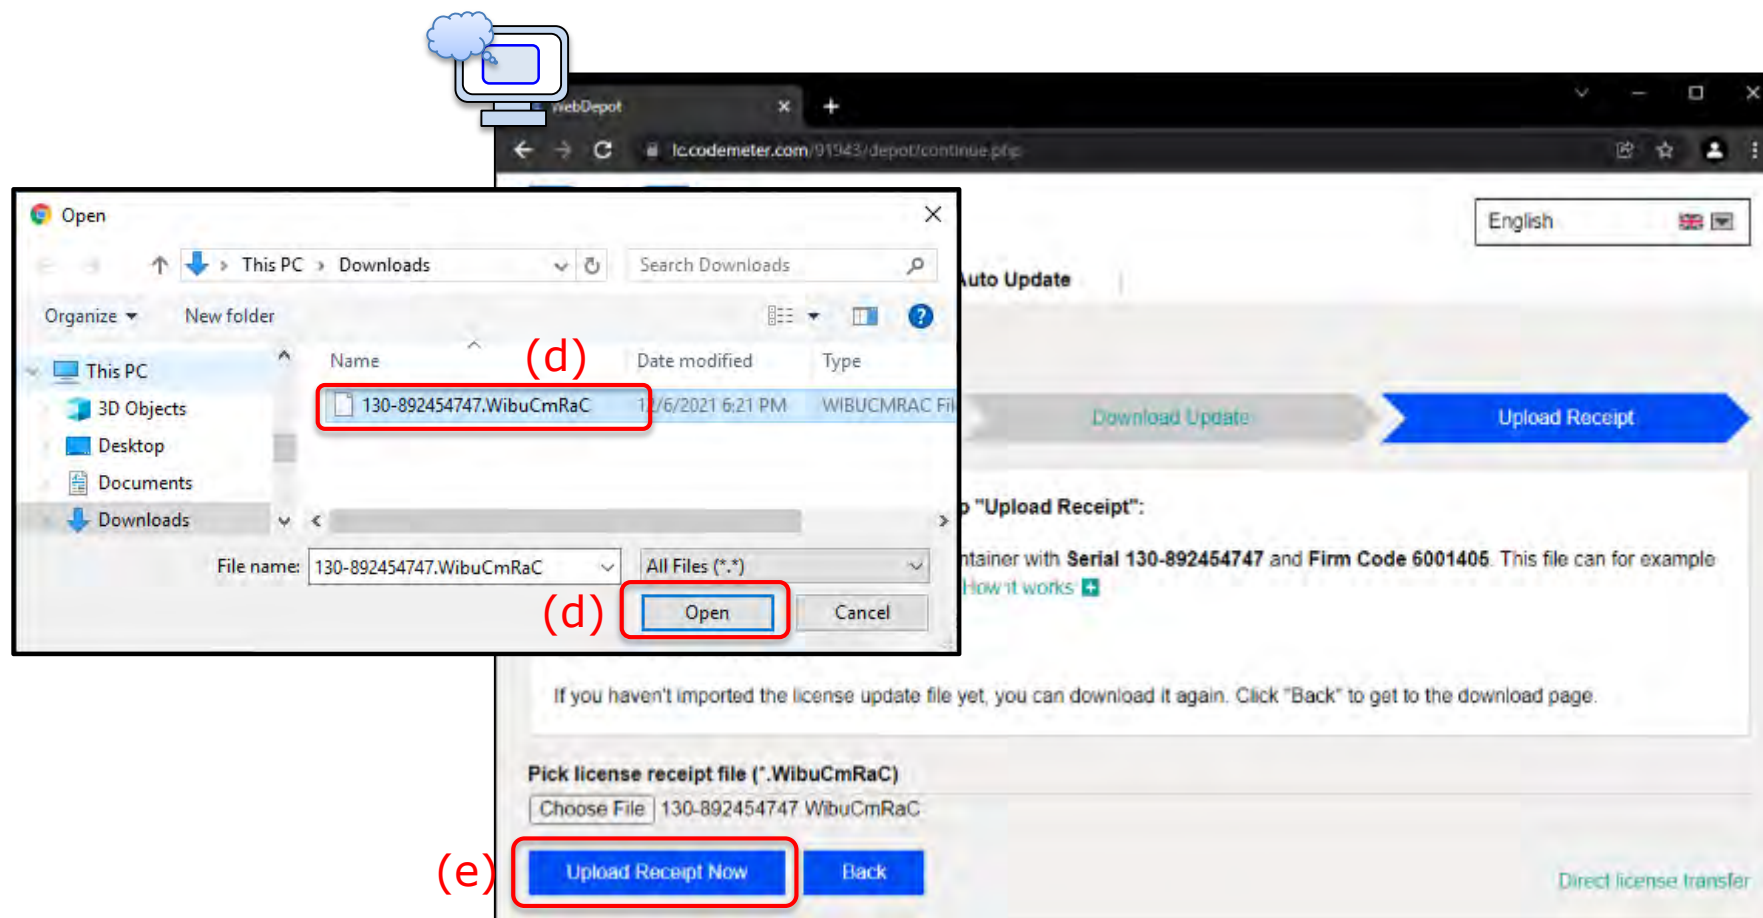 WebDepot
lc.codemeter.com/91943/depot/continue.php
Open
This PC > Downloads
Search Downloads
English
Auto Update
Organize
New folder
(d)
Name
Date modified
Type
This PC
130-892454747.WibuCmRaC
12/6/2021 6:21 PM
WIBUCMRAC Fil
3D Objects
Desktop
Documents
Downloads
Download Update
Upload Receipt
"Upload Receipt":
File name:
130-892454747.WibuCmRaC
All Files (*.*)
ntainer with Serial 130-892454747 and Firm Code 6001405. This file can for example
How it works
(d)
Open
Cancel
If you haven't imported the license update file yet, you can download it again. Click "Back" to get to the download page.
Pick license receipt file (*.WibuCmRaC)
Choose File 130-892454747.WibuCmRaC
(e)
Upload Receipt Now
Back
Direct license transfer